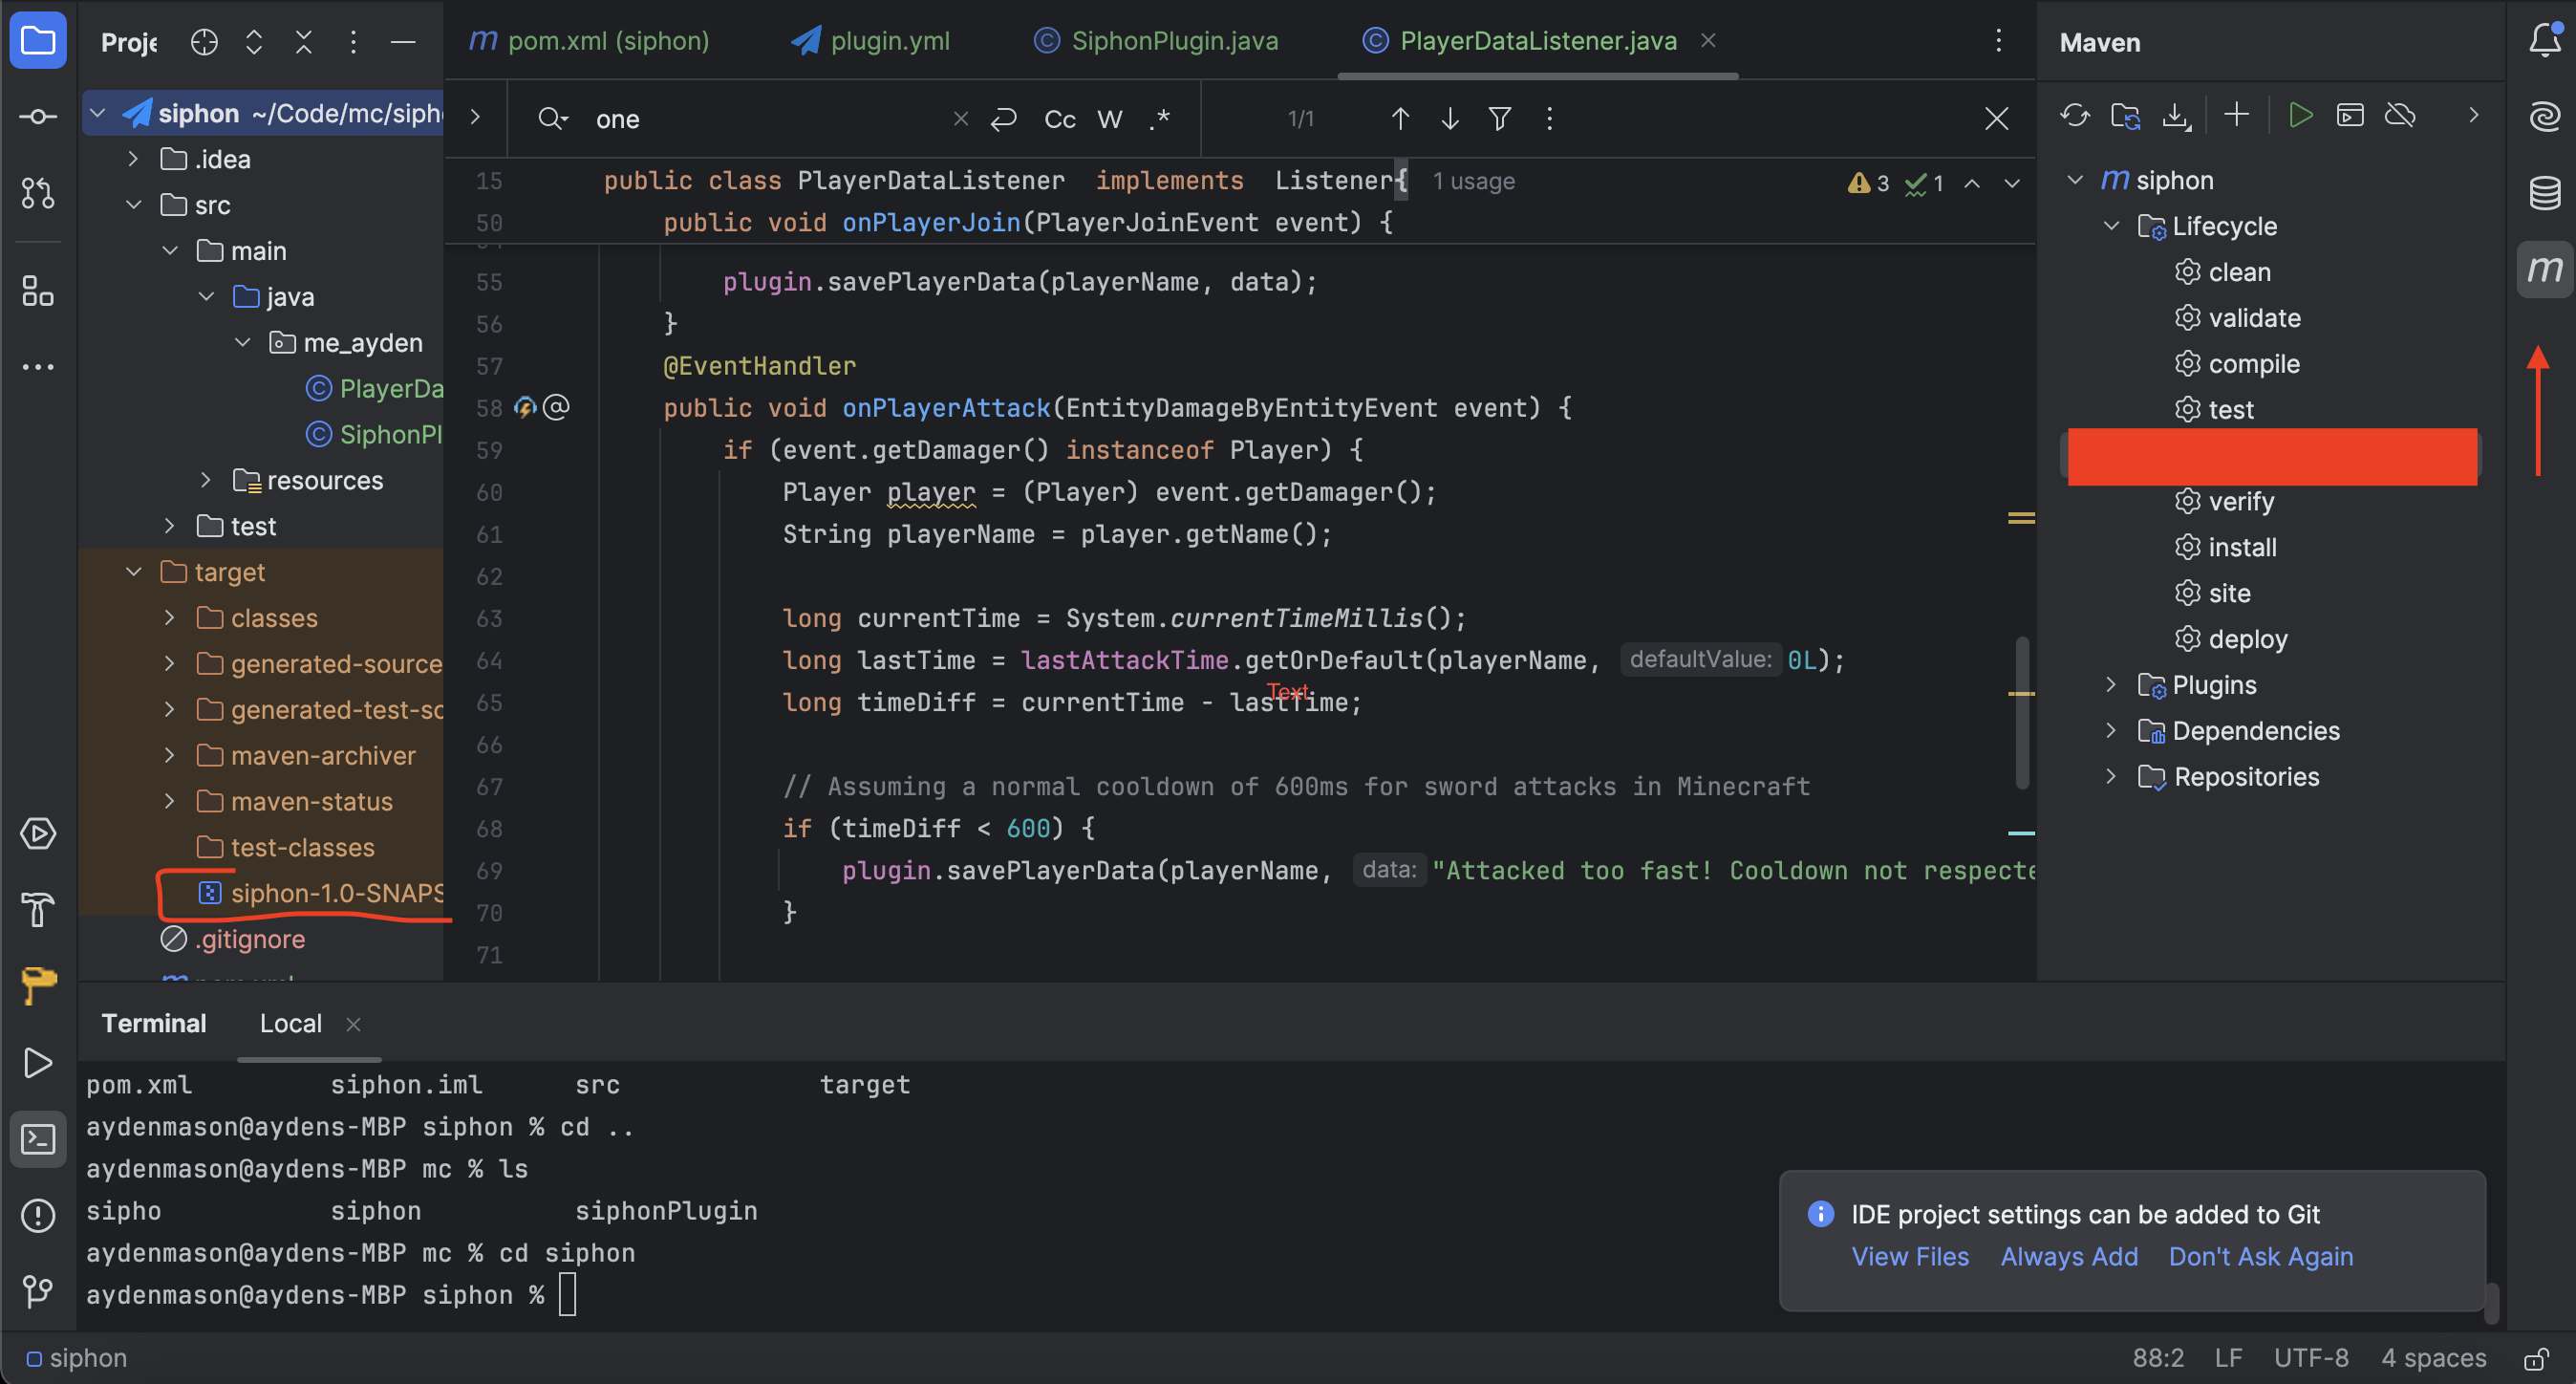 Proje
pom.xml (siphon)
plugin.yml
SiphonPlugin.java
PlayerDataListener.java
Maven
siphon ~/Code/mc/siph
.idea
src
main
java
me_ayden
PlayerDa
SiphonPl
resources
test
target
classes
generated-source
generated-test-sc
maven-archiver
maven-status
test-classes
siphon-1.0-SNAPS
.gitignore
one
Cc W .*
1/1
15 public class PlayerDataListener implements Listener{ 1 usage
3 1
50 public void onPlayerJoin(PlayerJoinEvent event) {
55 plugin.savePlayerData(playerName, data);
56 }
57 @EventHandler
58 @ public void onPlayerAttack(EntityDamageByEntityEvent event) {
59 if (event.getDamager() instanceof Player) {
60 Player player = (Player) event.getDamager();
61 String playerName = player.getName();
62
63 long currentTime = System.currentTimeMillis();
64 long lastTime = lastAttackTime.getOrDefault(playerName, defaultValue: 0L);
Text
65 long timeDiff = currentTime - lastTime;
66
67 // Assuming a normal cooldown of 600ms for sword attacks in Minecraft
68 if (timeDiff < 600) {
69 plugin.savePlayerData(playerName, data: "Attacked too fast! Cooldown not respecte
70 }
71
m siphon
Lifecycle
clean
validate
compile
test
verify
install
site
deploy
Plugins
Dependencies
Repositories
m
Terminal
Local
pom.xml siphon.iml src target
aydenmason@aydens-MBP siphon % cd ..
aydenmason@aydens-MBP mc % ls
sipho siphon siphonPlugin
aydenmason@aydens-MBP mc % cd siphon
aydenmason@aydens-MBP siphon %
IDE project settings can be added to Git
View Files Always Add Don't Ask Again
siphon
88:2 LF UTF-8 4 spaces